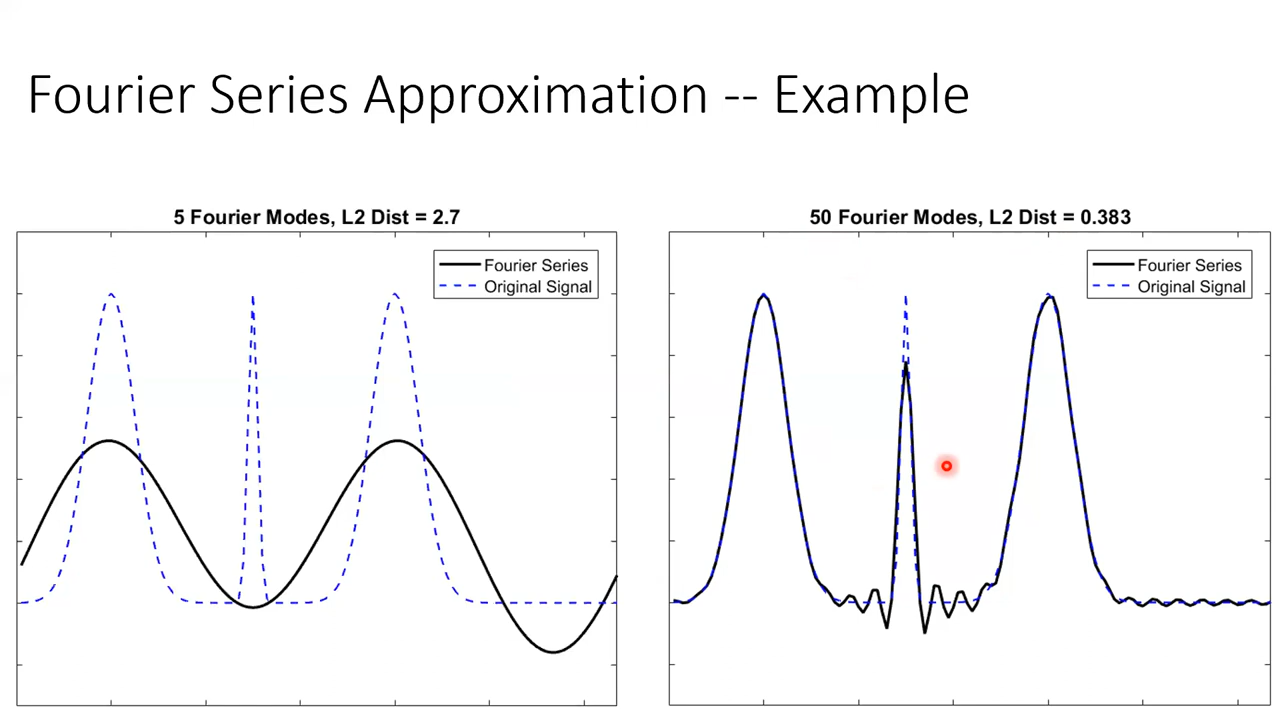 Fourier Series Approximation -- Example
5 Fourier Modes, L2 Dist = 2.7
Fourier Series
Original Signal
50 Fourier Modes, L2 Dist = 0.383
Fourier Series
Original Signal